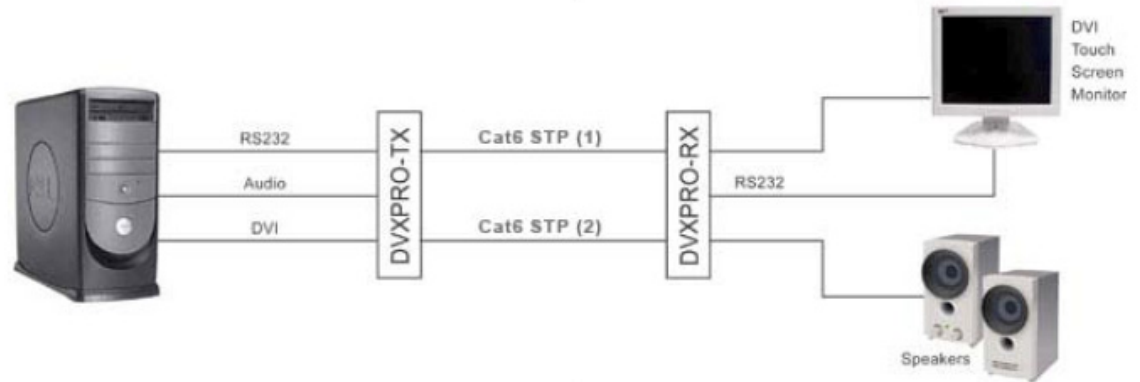 DVI
Touch
Screen
Monitor
RS232
Audio
DVI
DVXPRO-TX
Cat6 STP (1)
Cat6 STP (2)
DVXPRO-RX
RS232
Speakers